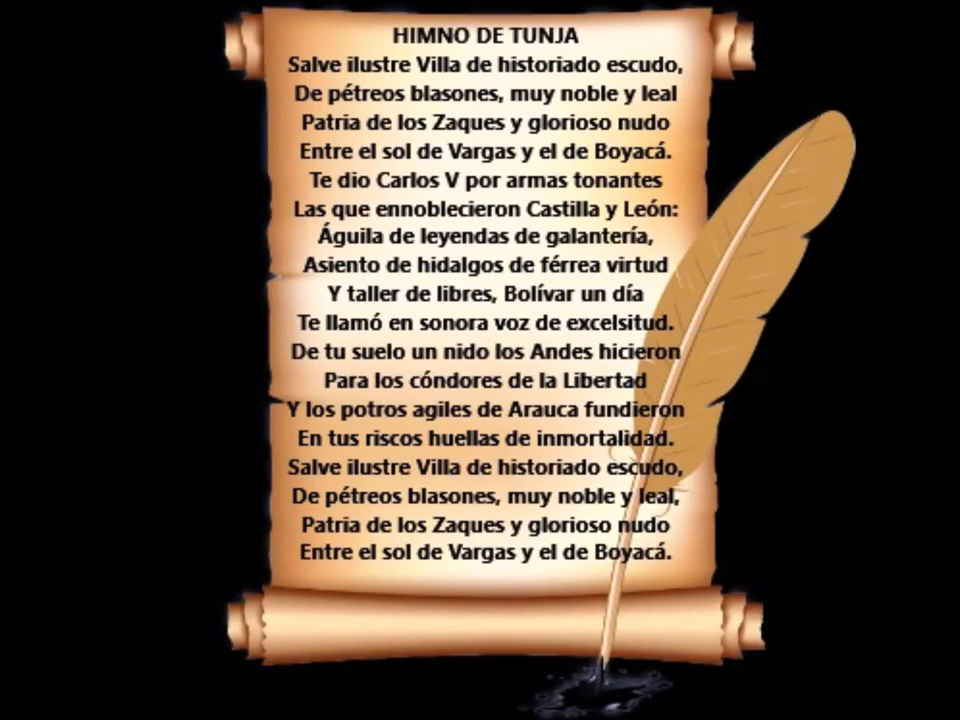 HIMNO DE TUNJA
Salve ilustre Villa de historiado escudo,
De pétreos blasones, muy noble y leal
Patria de los Zaques y glorioso nudo
Entre el sol de Vargas y el de Boyacá.
Te dio Carlos V por armas tonantes
Las que ennoblecieron Castilla y León:
Águila de leyendas de galantería,
Asiento de hidalgos de férrea virtud
Y taller de libres, Bolívar un día
Te llamó en sonora voz de excelsitud.
De tu suelo un nido los Andes hicieron
Para los cóndores de la Libertad
Y los potros agiles de Arauca fundieron
En tus riscos huellas de inmortalidad.
Salve ilustre Villa de historiado escudo,
De pétreos blasones, muy noble y leal,
Patria de los Zaques y glorioso nudo
Entre el sol de Vargas y el de Boyacá.